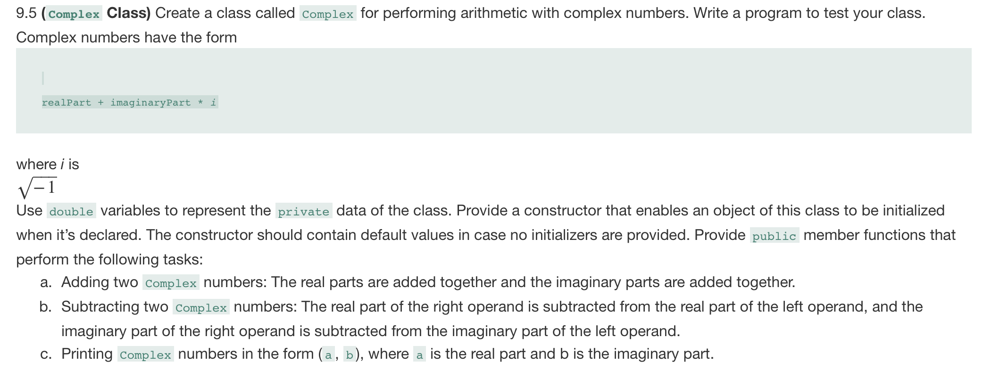 9.5 (Complex Class) Create a class called Complex for performing arithmetic with complex numbers. Write a program to test your class.
Complex numbers have the form
realPart + imaginaryPart * i
where i is
√−1
Use double variables to represent the private data of the class. Provide a constructor that enables an object of this class to be initialized
when it’s declared. The constructor should contain default values in case no initializers are provided. Provide public member functions that
perform the following tasks:
a. Adding two Complex numbers: The real parts are added together and the imaginary parts are added together.
b. Subtracting two Complex numbers: The real part of the right operand is subtracted from the real part of the left operand, and the
imaginary part of the right operand is subtracted from the imaginary part of the left operand.
c. Printing Complex numbers in the form (a, b), where a is the real part and b is the imaginary part.